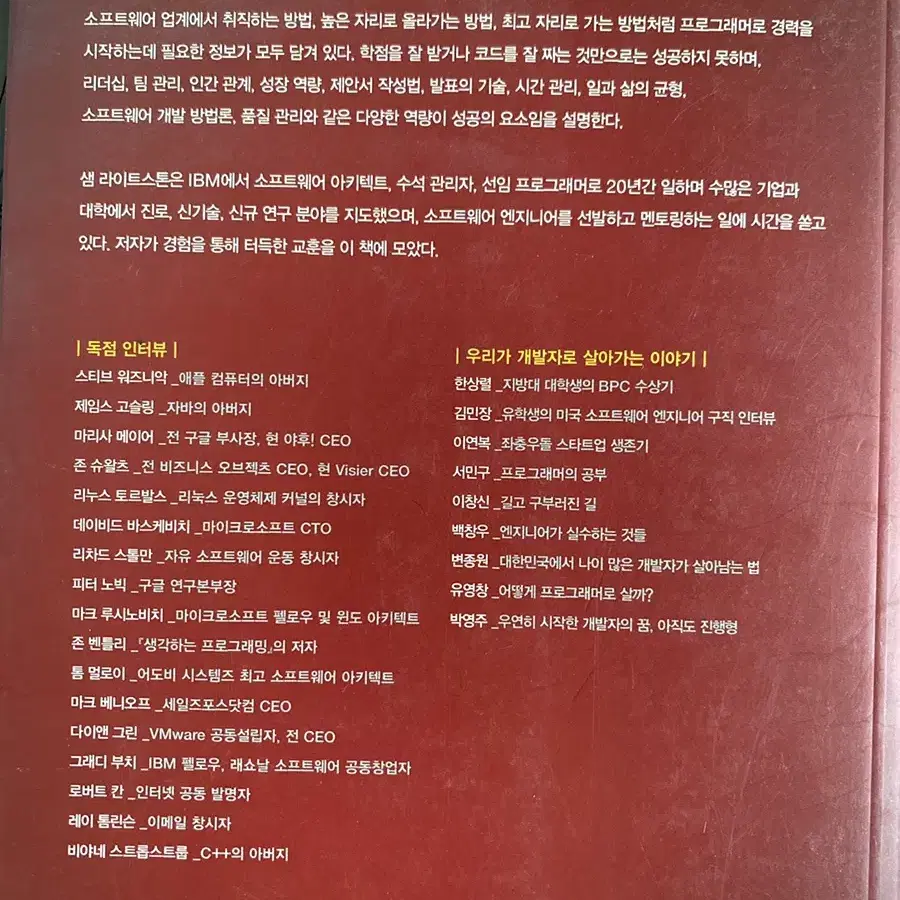 소프트웨어 업계에서 취직하는 방법, 높은 자리로 올라가는 방법, 최고 자리로 가는 방법처럼 프로그래머로 경력을
시작하는데 필요한 정보가 모두 담겨 있다. 학점을 잘 받거나 코드를 잘 짜는 것만으로는 성공하지 못하며,
리더십, 팀 관리, 인간 관계, 성장 역량, 제안서 작성법, 발표의 기술, 시간 관리, 일과 삶의 균형,
소프트웨어 개발 방법론, 품질 관리와 같은 다양한 역량이 성공의 요소임을 설명한다.
샘 라이트스톤은 IBM에서 소프트웨어 아키텍트, 수석 관리자, 선임 프로그래머로 20년간 일하며 수많은 기업과
대학에서 진로, 신기술, 신규 연구 분야를 지도했으며, 소프트웨어 엔지니어를 선발하고 멘토링하는 일에 시간을 쏟고
있다. 저자가 경험을 통해 터득한 교훈을 이 책에 모았다.
| 독점 인터뷰 |
스티브 워즈니악 _애플 컴퓨터의 아버지
제임스 고슬링 _자바의 아버지
마리사 메이어 _전 구글 부사장, 현 야후! CEO
존 슈왈츠 _전 비즈니스 오브젝츠 CEO, 현 Visier CEO
리누스 토르발스 _리눅스 운영체제 커널의 창시자
데이비드 바스케비치 _마이크로소프트 CTO
리차드 스톨만 _자유 소프트웨어 운동 창시자
피터 노빅 _구글 연구본부장
마크 루시노비치 _마이크로소프트 펠로우 및 윈도 아키텍트
존 벤틀리 _『생각하는 프로그래밍』의 저자
톰 멀로이 _어도비 시스템즈 최고 소프트웨어 아키텍트
마크 베니오프 _세일즈포스닷컴 CEO
다이앤 그린 _VMware 공동설립자, 전 CEO
그래디 부치 _IBM 펠로우, 래쇼날 소프트웨어 공동창업자
로버트 칸 _인터넷 공동 발명자
레이 톰린슨 _이메일 창시자
비야네 스트롭스트룹 _C++의 아버지
| 우리가 개발자로 살아가는 이야기 |
한상렬 _지방대 대학생의 BPC 수상기
김민장 _유학생의 미국 소프트웨어 엔지니어 구직 인터뷰
이연복 _좌충우돌 스타트업 생존기
서민구 _프로그래머의 공부
이창신 _길고 구부러진 길
백창우 _엔지니어가 실수하는 것들
변종원 _대한민국에서 나이 많은 개발자가 살아남는 법
유영창 _어떻게 프로그래머로 살까?
박영주 _우연히 시작한 개발자의 꿈, 아직도 진행형